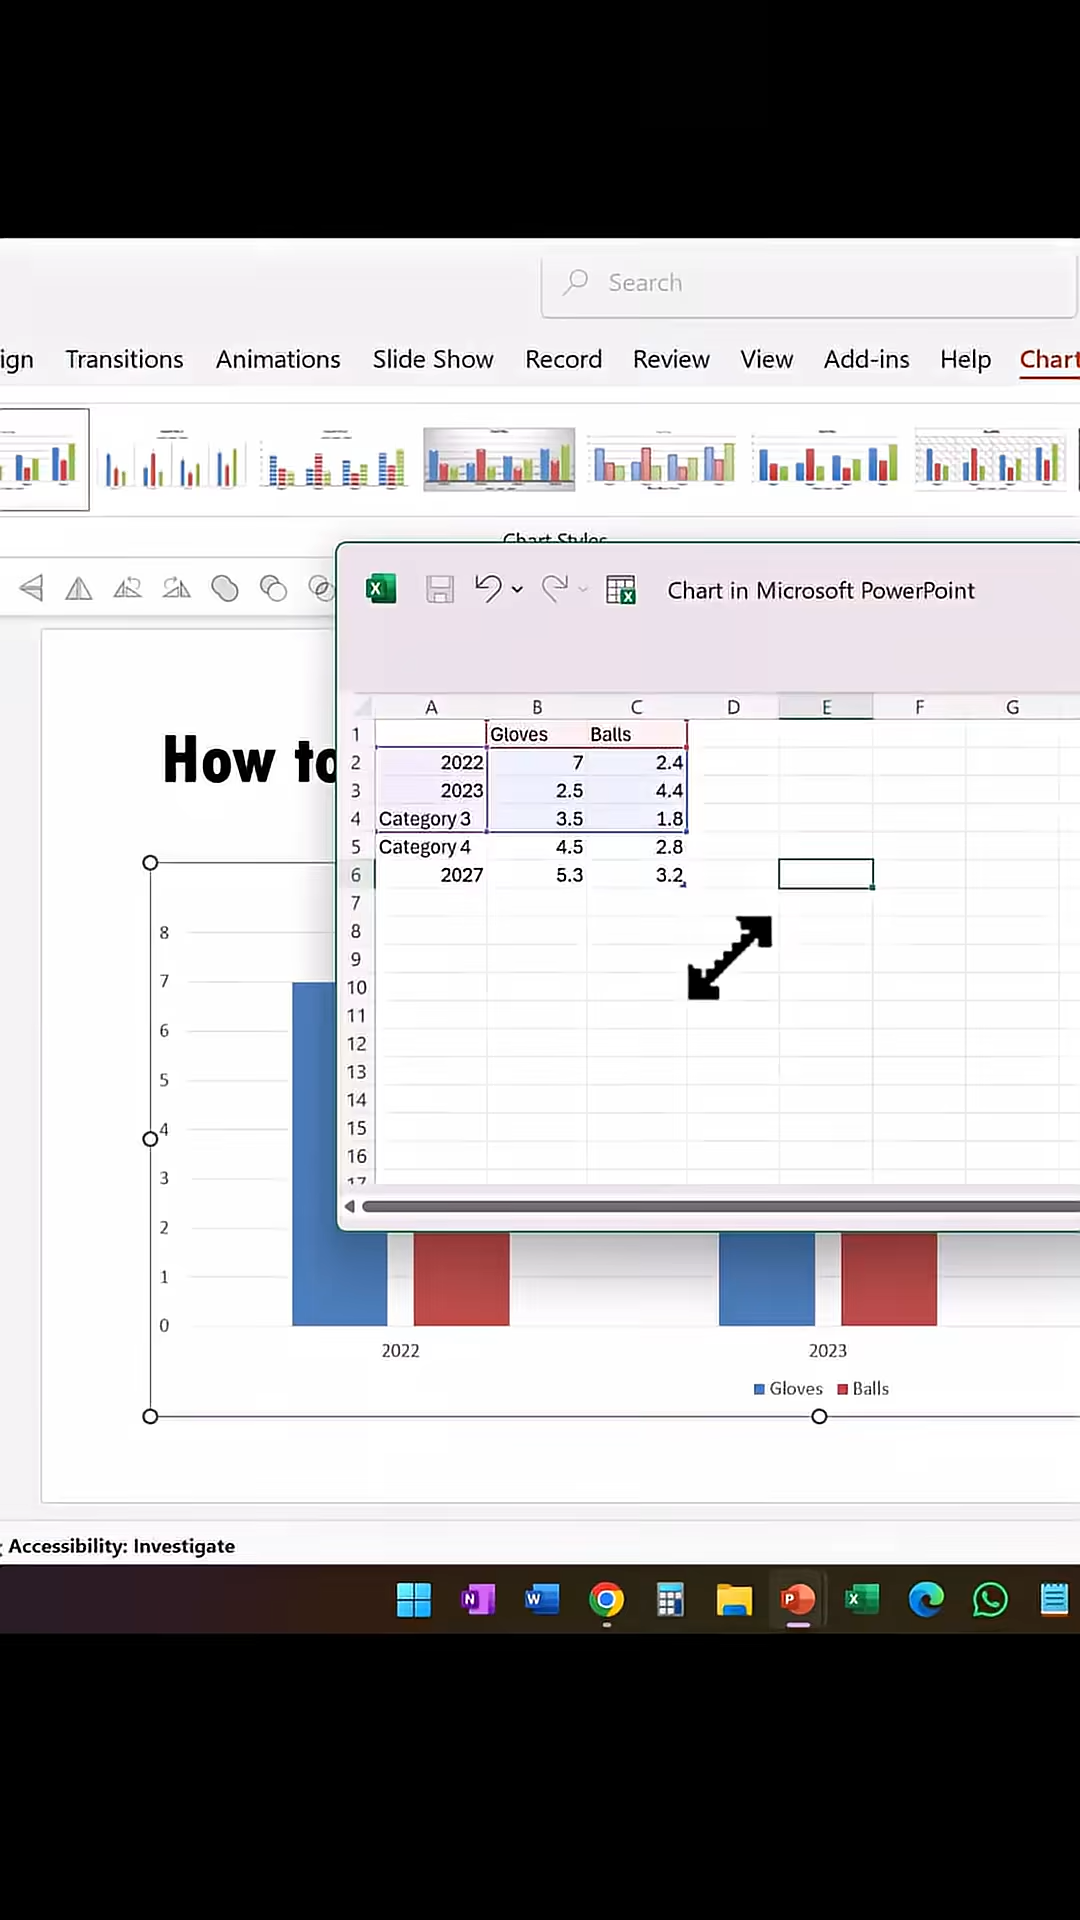 Search
ign Transitions Animations Slide Show Record Review View Add-ins Help Chart
Chart Styles
Chart in Microsoft PowerPoint
A B C D E F G
1 Gloves Balls
2 2022 7 2.4
3 2023 2.5 4.4
4 Category 3 3.5 1.8
5 Category 4 4.5 2.8
6 2027 5.3 3.2
7
8
9
10
11
12
13
14
15
16
17
How to
8
7
6
5
4
3
2
1
0
2022 2023
Gloves Balls
Accessibility: Investigate